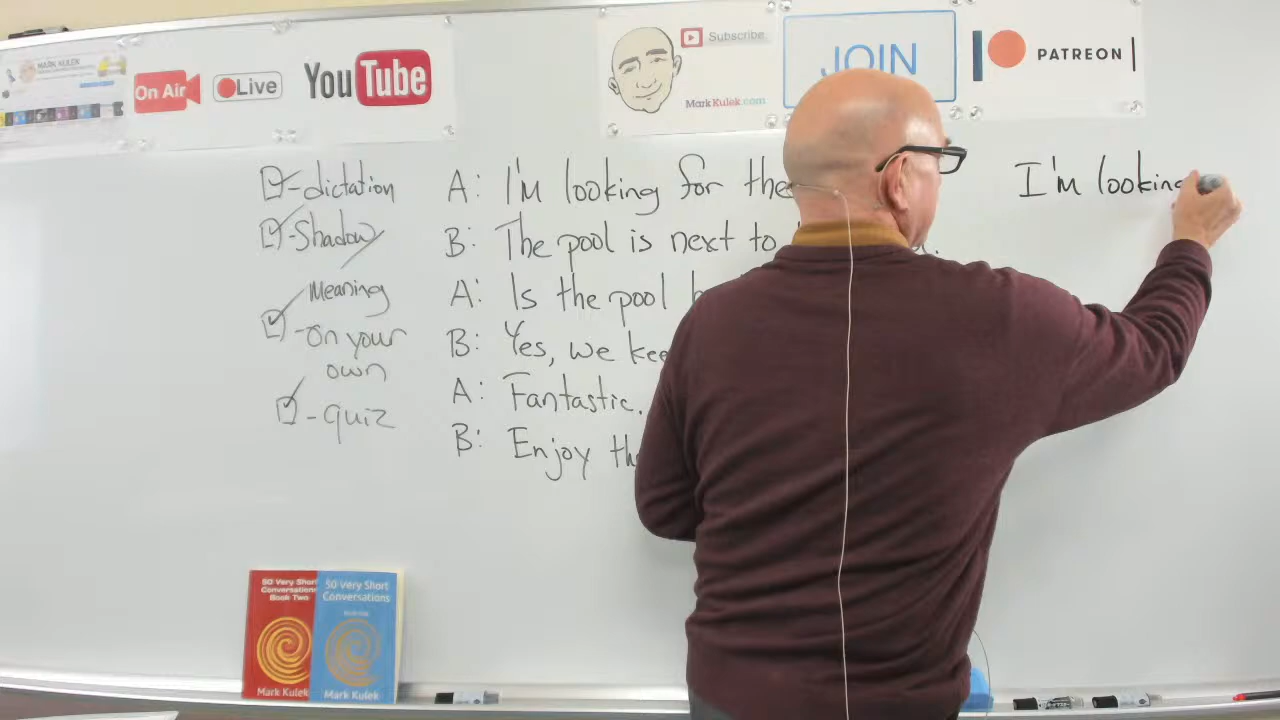 MARK KULEK
On Air
Live
YouTube
Subscribe
MarkKulek.com
JOIN
PATREON
- dictation
- Shadow
Meaning
- On your
own
- quiz
A: I'm looking for the
B: The pool is next to
A: Is the pool
B: Yes, we
A: Fantastic.
B: Enjoy
I'm looking
50 Very Short
Conversations
Book Two
Mark Kulek
50 Very Short
Conversations
Mark Kulek